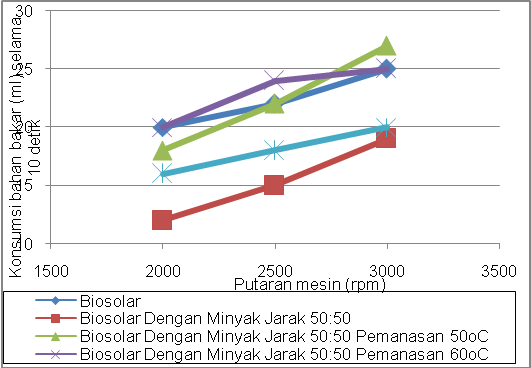 Konsumsi bahan bakar (ml) selama
10 detik
30
25
20
15
10
1500
2000
2500
3000
3500
Putaran mesin (rpm)
Biosolar
Biosolar Dengan Minyak Jarak 50:50
Biosolar Dengan Minyak Jarak 50:50 Pemanasan 50oC
Biosolar Dengan Minyak Jarak 50:50 Pemanasan 60oC